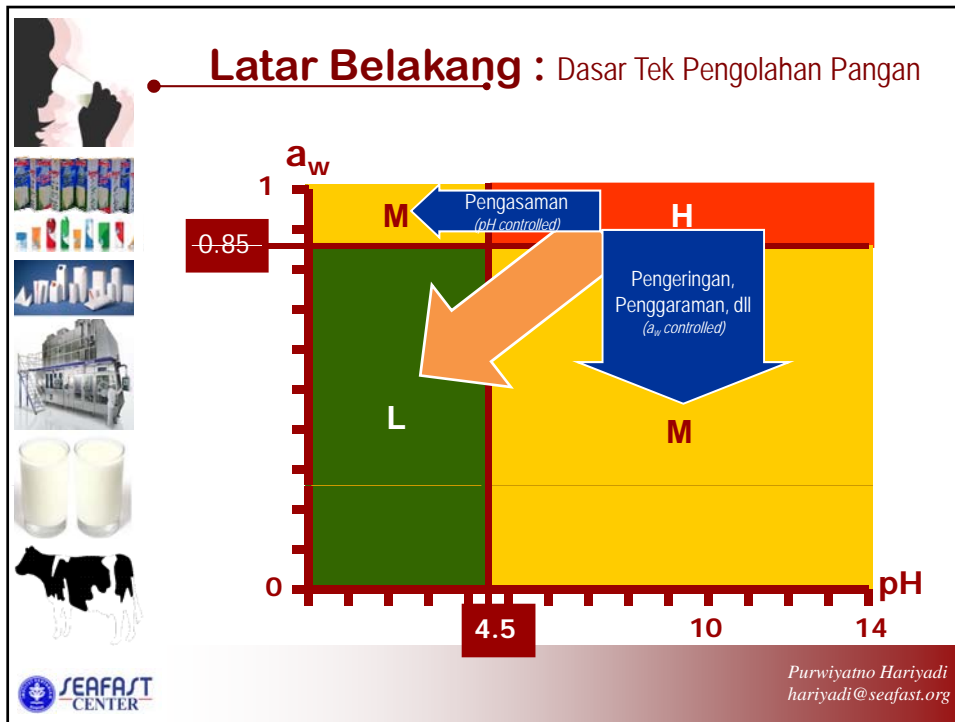 Latar Belakang : Dasar Tek Pengolahan Pangan
aw
1
M
Pengasaman
(pH controlled)
H
0.85
Pengeringan,
Penggaraman, dll
(aw controlled)
L
M
0
pH
4.5
10
14
SEAFAST
CENTER
Purwiyatno Hariyadi
hariyadi@seafast.org